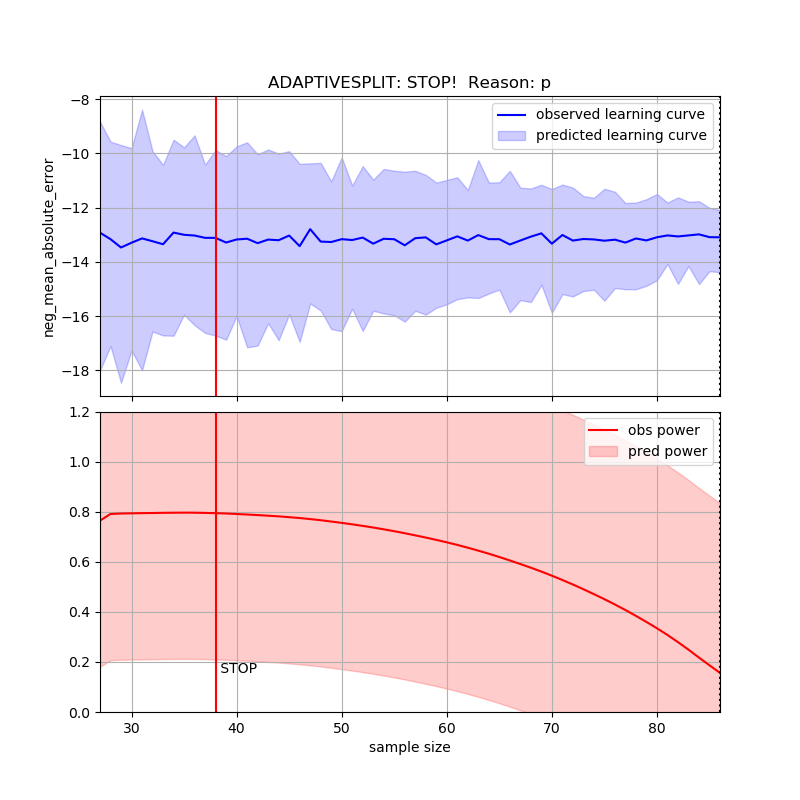 ADAPTIVESPLIT: STOP!  Reason: p
−8
−10
−12
−14
−16
−18
neg_mean_absolute_error
observed learning curve
predicted learning curve
1.2
1.0
0.8
0.6
0.4
0.2
0.0
obs power
pred power
STOP
30 40 50 60 70 80
sample size